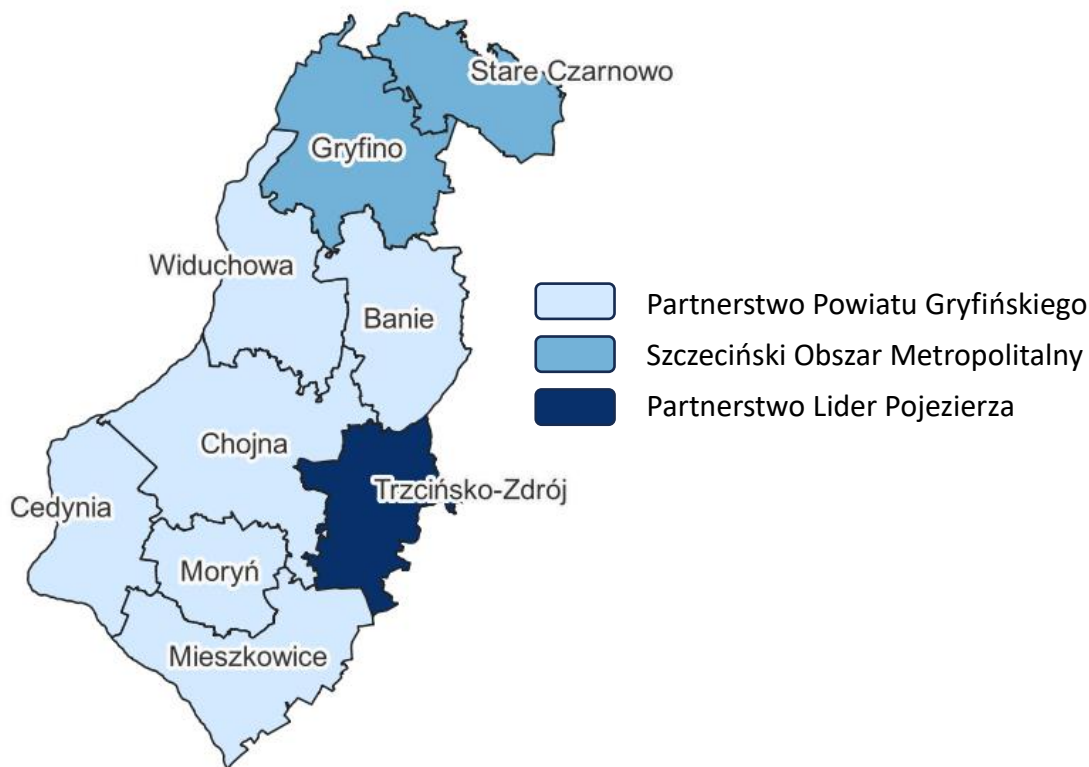 Stare Czarnowo
Gryfino
Widuchowa
Banie
Partnerstwo Powiatu Gryfińskiego
Szczeciński Obszar Metropolitalny
Partnerstwo Lider Pojezierza
Chojna
Trzcińsko-Zdrój
Cedynia
Moryń
Mieszkowice